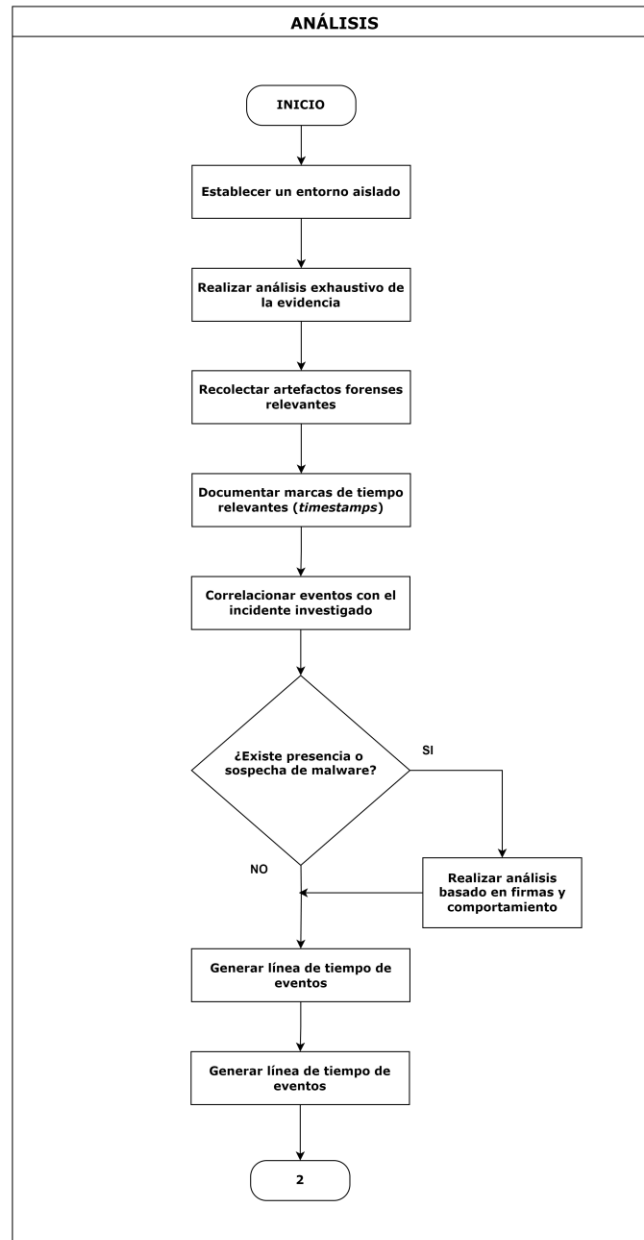 ANÁLISIS
INICIO
Establecer un entorno aislado
Realizar análisis exhaustivo de
la evidencia
Recolectar artefactos forenses
relevantes
Documentar marcas de tiempo
relevantes (timestamps)
Correlacionar eventos con el
incidente investigado
¿Existe presencia o
sospecha de malware?
SI
NO
Realizar análisis
basado en firmas y
comportamiento
Generar línea de tiempo de
eventos
Generar línea de tiempo de
eventos
2